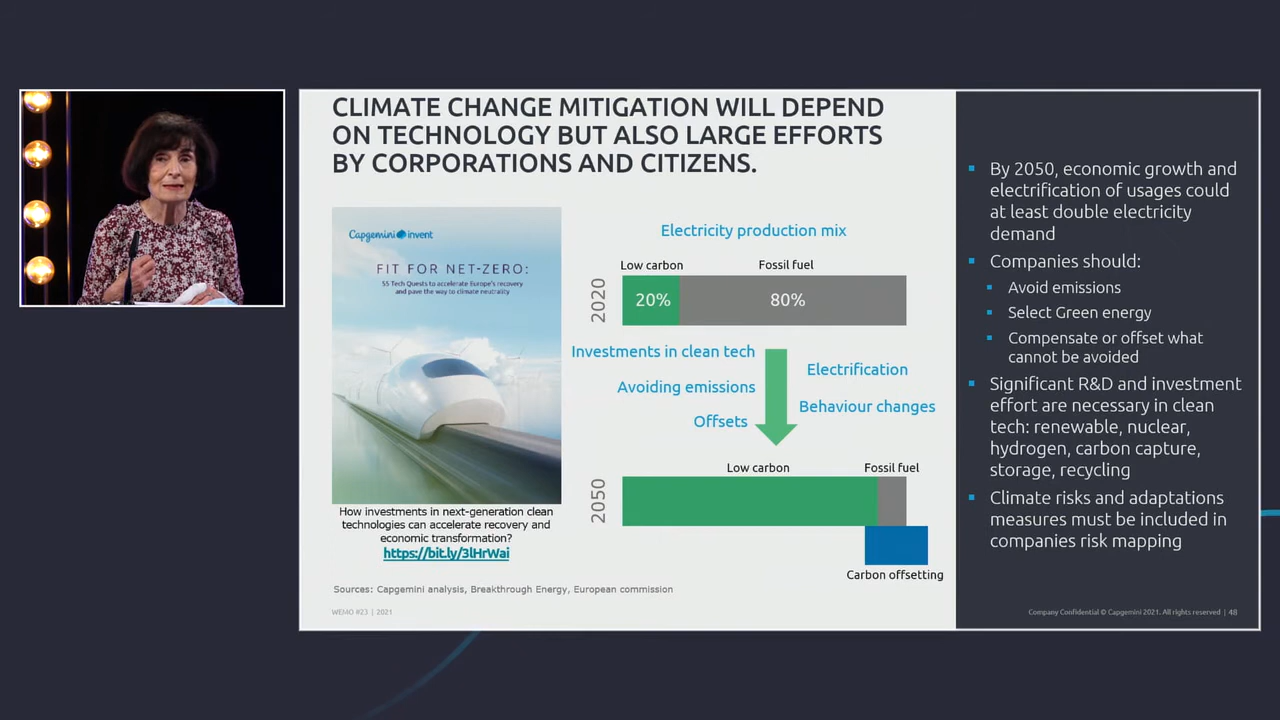 CLIMATE CHANGE MITIGATION WILL DEPEND
ON TECHNOLOGY BUT ALSO LARGE EFFORTS
BY CORPORATIONS AND CITIZENS.
Capgemini invent
FIT FOR NET-ZERO:
55 Tech Quests to accelerate Europe's recovery
and pave the way to climate neutrality
How investments in next-generation clean
technologies can accelerate recovery and
economic transformation?
https://bit.ly/3lHrWai
Electricity production mix
Low carbon
Fossil fuel
2020
20%
80%
Investments in clean tech
Avoiding emissions
Offsets
Electrification
Behaviour changes
Low carbon
Fossil fuel
2050
Carbon offsetting
Sources: Capgemini analysis, Breakthrough Energy, European commission
WEMO #23 | 2021
▪ By 2050, economic growth and
electrification of usages could
at least double electricity
demand
▪ Companies should:
▪ Avoid emissions
▪ Select Green energy
▪ Compensate or offset what
cannot be avoided
▪ Significant R&D and investment
effort are necessary in clean
tech: renewable, nuclear,
hydrogen, carbon capture,
storage, recycling
▪ Climate risks and adaptations
measures must be included in
companies risk mapping
Company Confidential © Capgemini 2021. All rights reserved | 48